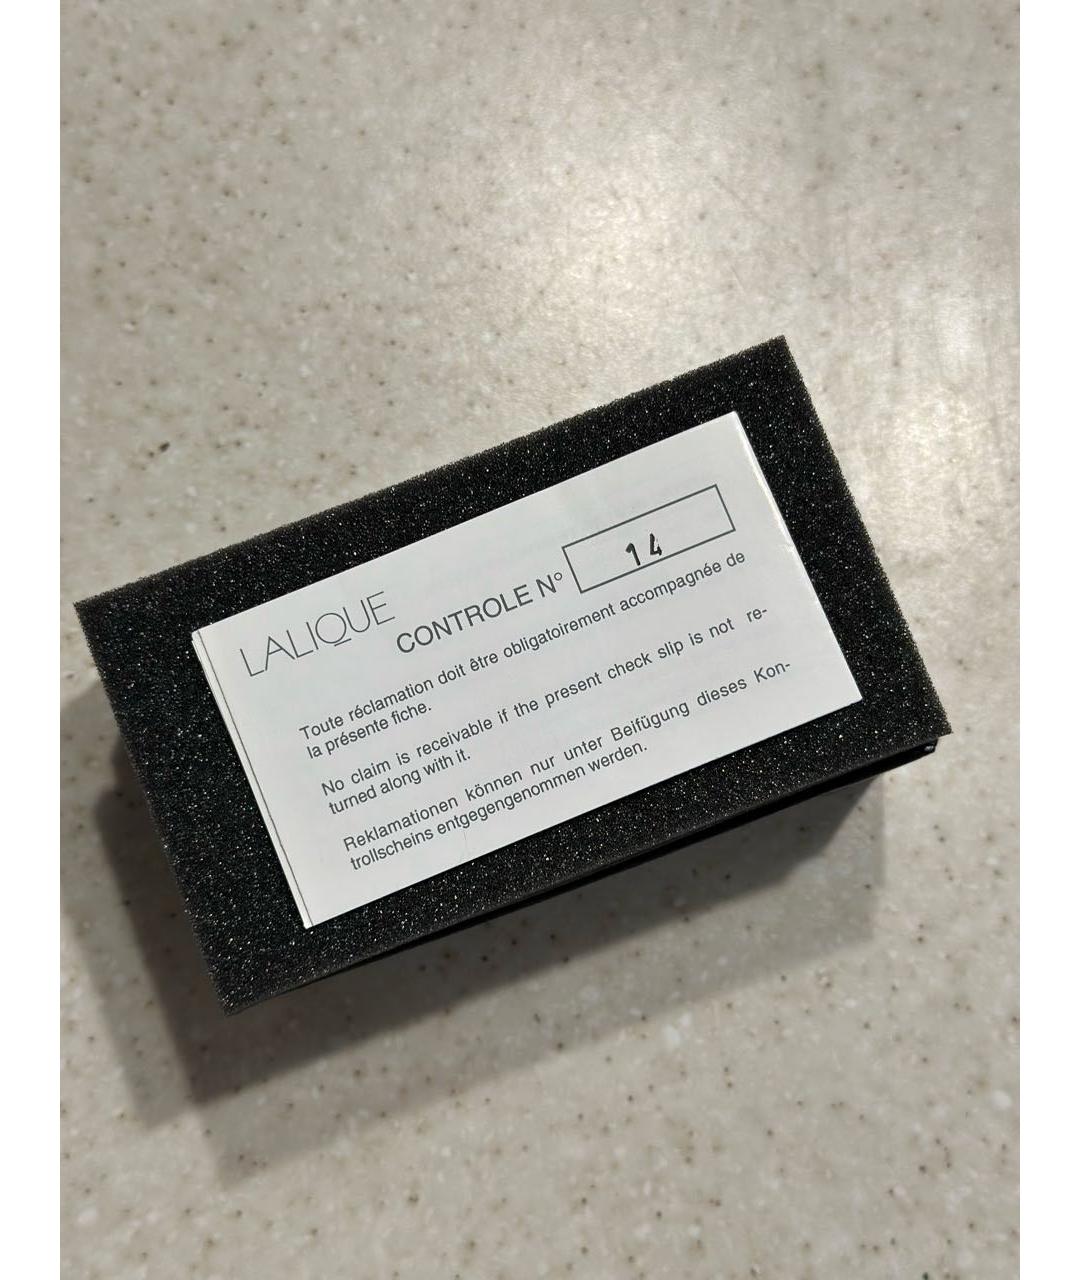 LALIQUE
CONTROLE N° 14
Toute réclamation doit être obligatoirement accompagnée de
la présente fiche.
No claim is receivable if the present check slip is not re-
turned along with it.
Reklamationen können nur unter Beifügung dieses Kon-
trollscheins entgegengenommen werden.